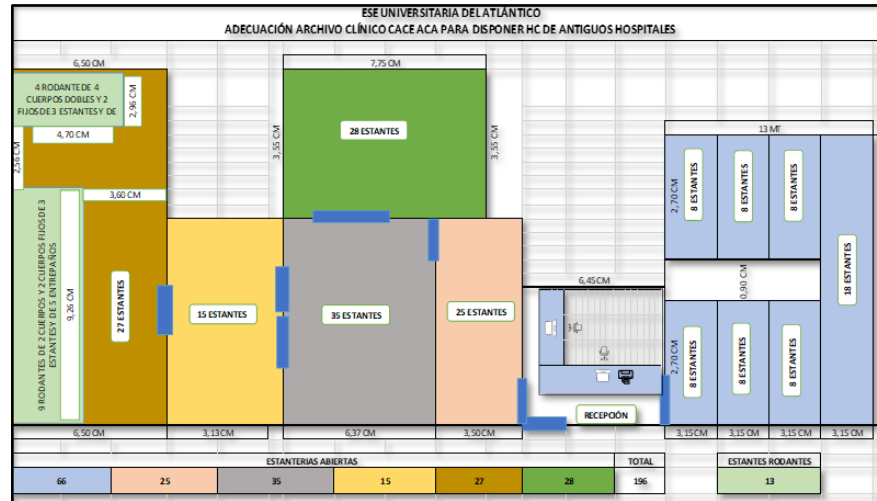 ESE UNIVERSITARIA DEL ATLÁNTICO
ADECUACIÓN ARCHIVO CLÍNICO CACE ACA PARA DISPONER HC DE ANTIGUOS HOSPITALES
6,50 CM
7,75 CM
4 RODANTE DE 4
CUERPOS DOBLES Y 2
FIJOS DE 3 ESTANTES Y DE
2,96 CM
4,70 CM
2,56 CM
28 ESTANTES
3,55 CM
3,55 CM
13 MT
2,70 CM
8 ESTANTES
8 ESTANTES
8 ESTANTES
18 ESTANTES
3,60 CM
9 RODANTES DE 2 CUERPOS Y 2 CUERPOS FIJOS DE 3
ESTANTES Y DE 5 ENTREPAÑOS
9,26 CM
27 ESTANTES
15 ESTANTES
35 ESTANTES
25 ESTANTES
6,45 CM
0,90 CM
2,70 CM
8 ESTANTES
8 ESTANTES
8 ESTANTES
RECEPCIÓN
6,50 CM
3,13 CM
6,37 CM
3,50 CM
3,15 CM
3,15 CM
3,15 CM
3,15 CM
ESTANTERIAS ABIERTAS
TOTAL
ESTANTES RODANTES
66
25
35
15
27
28
196
13